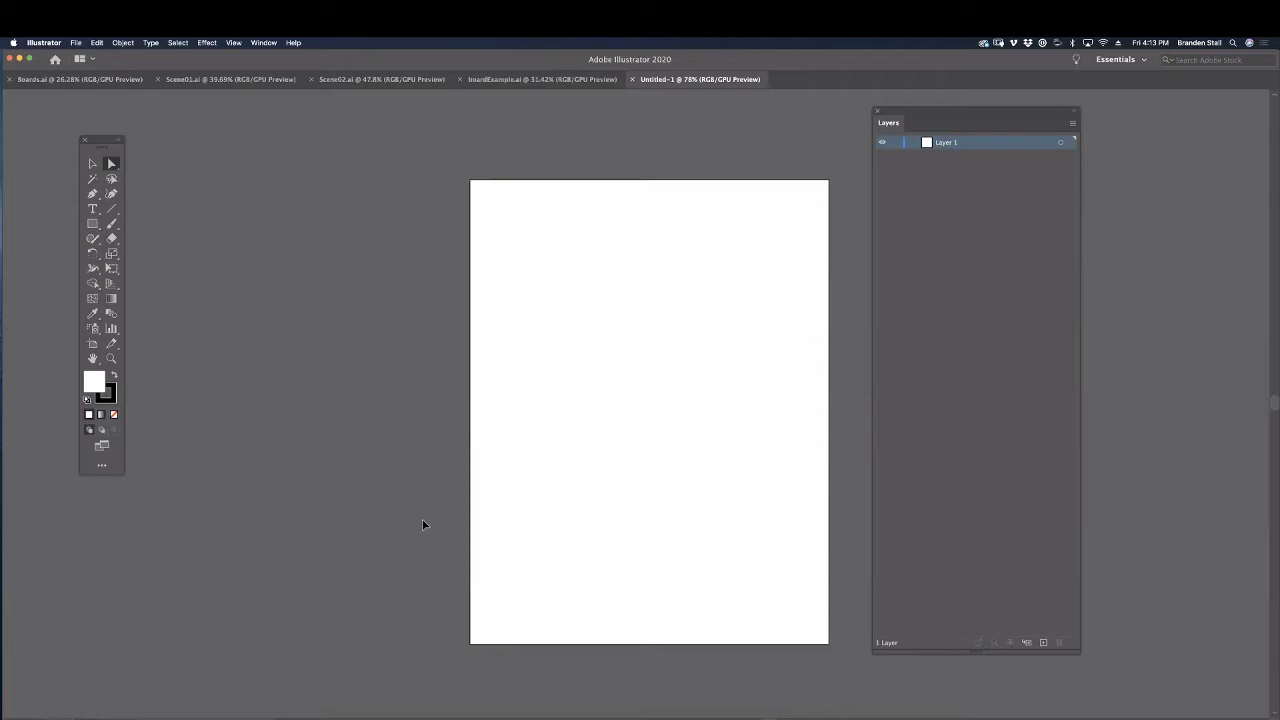 Illustrator File Edit Object Type Select Effect View Window Help Fri 4:13 PM Branden Stall
Adobe Illustrator 2020 Essentials Search Adobe Stock
Boards.ai @ 26.28% (RGB/GPU Preview) Scene01.ai @ 39.69% (RGB/GPU Preview) Scene02.ai @ 47.8% (RGB/GPU Preview) boardExample.ai @ 31.42% (RGB/GPU Preview) Untitled-1 @ 78% (RGB/GPU Preview)
Layers
Layer 1
1 Layer